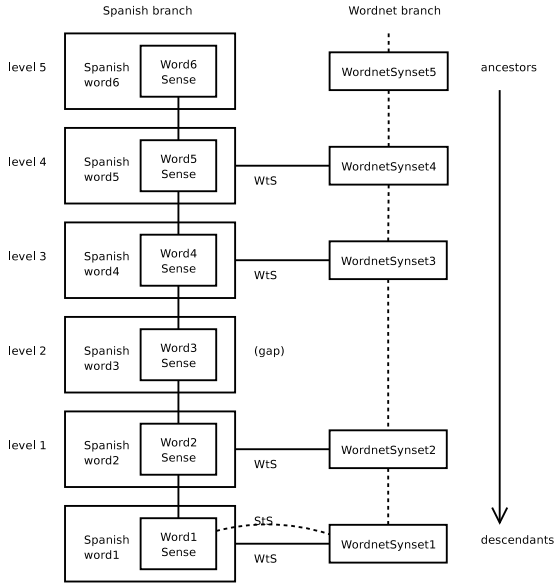 Spanish branch
Wordnet branch
level 5
Spanish
word6
Word6
Sense
WordnetSynset5
ancestors
level 4
Spanish
word5
Word5
Sense
WtS
WordnetSynset4
level 3
Spanish
word4
Word4
Sense
WtS
WordnetSynset3
level 2
Spanish
word3
Word3
Sense
(gap)
level 1
Spanish
word2
Word2
Sense
WtS
WordnetSynset2
Spanish
word1
Word1
Sense
StS
WtS
WordnetSynset1
descendants